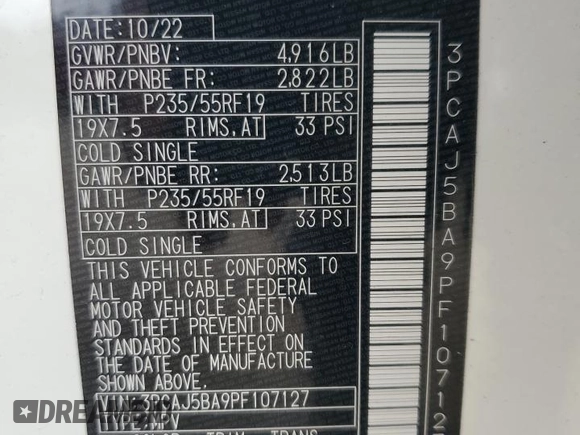 DATE: 10/22
GVWR/PNBV: 4,916LB
GAWR/PNBE FR: 2,822LB
WITH P235/55RF19 TIRES
19X7.5 RIMS, AT 33 PSI
COLD SINGLE
GAWR/PNBE RR: 2,513LB
WITH P235/55RF19 TIRES
19X7.5 RIMS, AT 33 PSI
COLD SINGLE
THIS VEHICLE CONFORMS TO
ALL APPLICABLE FEDERAL
MOTOR VEHICLE SAFETY
AND THEFT PREVENTION
STANDARDS IN EFFECT ON
THE DATE OF MANUFACTURE
SHOWN ABOVE.
VIN: 3PCAJ5BA9PF107127
TYPE: MPV
3PCAJ5BA9PF10712
DREAMERS